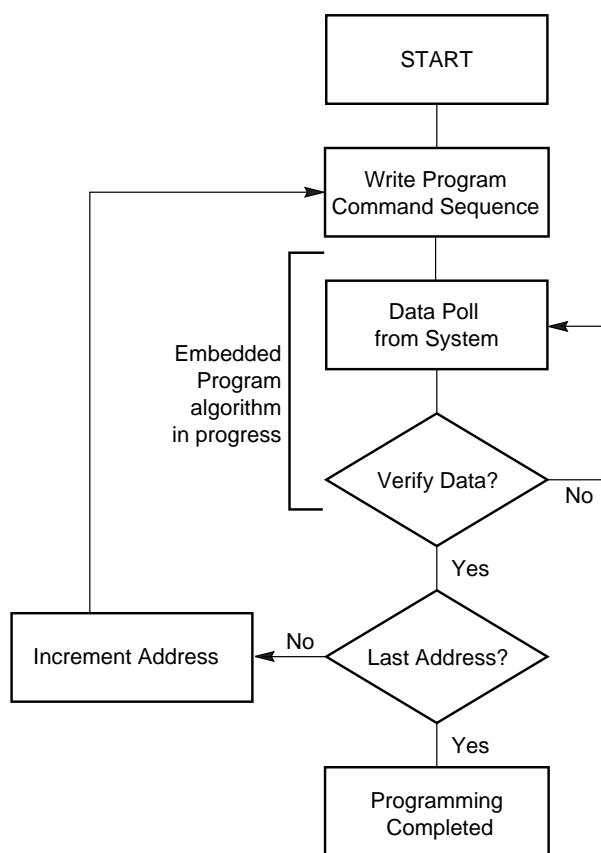 START
Write Program
Command Sequence
Data Poll
from System
Embedded
Program
algorithm
in progress
Verify Data?
No
Yes
Last Address?
No
Increment Address
Yes
Programming
Completed